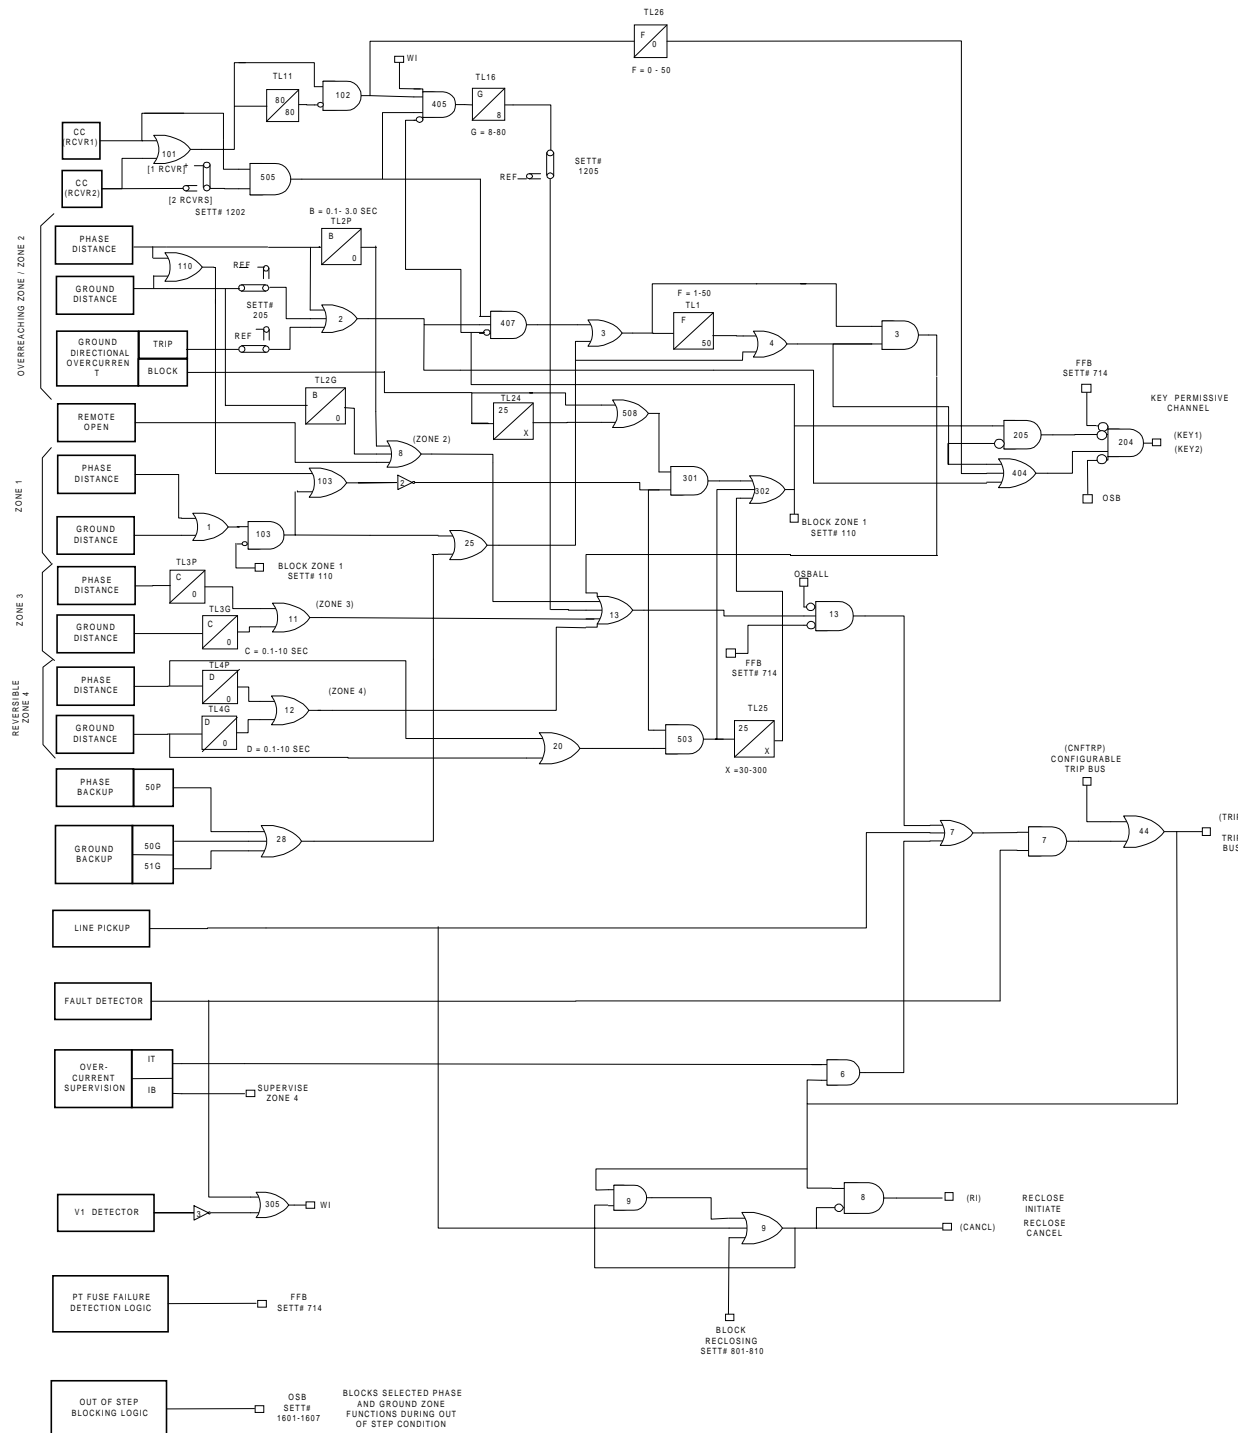 TL26
F
0
F = 0 - 50
WI
TL11
80
80
102
405
TL16
G
8
G = 8-80
CC
(RCVR1)
101
[1 RCVR]
+
CC
(RCVR2)
505
[2 RCVRS]
SETT# 1202
REF
SETT#
1205
OVERREACHING ZONE / ZONE 2
PHASE
DISTANCE
110
B = 0.1- 3.0 SEC
TL2P
B
0
GROUND
DISTANCE
REF
SETT#
205
REF
2
407
3
F = 1-50
TL1
F
50
4
3
GROUND
DIRECTIONAL
OVERCURREN
T
TRIP
BLOCK
TL2G
B
0
TL24
25
X
508
FFB
SETT# 714
KEY PERMISSIVE
CHANNEL
205
204
(KEY1)
(KEY2)
404
OSB
REMOTE
OPEN
8
(ZONE 2)
ZONE 1
PHASE
DISTANCE
103
2
301
302
GROUND
DISTANCE
1
103
25
BLOCK ZONE 1
SETT# 110
BLOCK ZONE 1
SETT# 110
ZONE 3
PHASE
DISTANCE
TL3P
C
0
GROUND
DISTANCE
TL3G
C
0
11
(ZONE 3)
C = 0.1-10 SEC
13
OSBALL
13
FFB
SETT# 714
REVERSIBLE
ZONE 4
PHASE
DISTANCE
TL4P
D
0
GROUND
DISTANCE
TL4G
D
0
12
(ZONE 4)
D = 0.1-10 SEC
20
503
TL25
25
X
X =30-300
PHASE
BACKUP
50P
GROUND
BACKUP
50G
51G
28
(CNFTRP)
CONFIGURABLE
TRIP BUS
7
7
44
(TRIP
TRIP
BUS
LINE PICKUP
FAULT DETECTOR
OVER-
CURRENT
SUPERVISION
IT
IB
SUPERVISE
ZONE 4
6
V1 DETECTOR
3
305
WI
9
9
8
(RI)
RECLOSE
INITIATE
(CANCL)
RECLOSE
CANCEL
BLOCK
RECLOSING
SETT# 801-810
PT FUSE FAILURE
DETECTION LOGIC
FFB
SETT# 714
OUT OF STEP
BLOCKING LOGIC
OSB
SETT#
1601-1607
BLOCKS SELECTED PHASE
AND GROUND ZONE
FUNCTIONS DURING OUT
OF STEP CONDITION